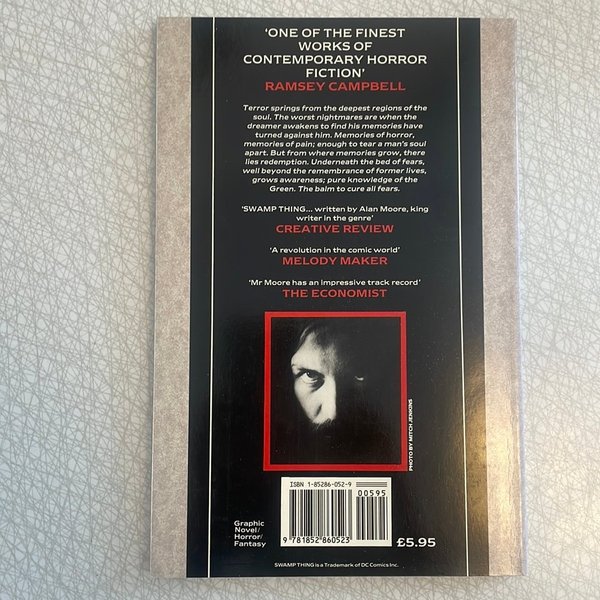 'ONE OF THE FINEST
WORKS OF
CONTEMPORARY HORROR
FICTION'
RAMSEY CAMPBELL
Terror springs from the deepest regions of the
soul. The worst nightmares are when the
dreamer awakens to find his memories have
turned against him. Memories of horror,
memories of pain; enough to tear a man's soul
apart. But from where memories grow, there
lies redemption. Underneath the bed of fears,
well beyond the remembrance of former lives,
grows awareness; pure knowledge of the
Green. The balm to cure all fears.
'SWAMP THING... written by Alan Moore, king
writer in the genre'
CREATIVE REVIEW
'A revolution in the comic world'
MELODY MAKER
'Mr Moore has an impressive track record'
THE ECONOMIST
PHOTO BY MITCH JENKINS
ISBN 1-85286-052-9
00595
9 781852 860523
Graphic
Novel/
Horror/
Fantasy
£5.95
SWAMP THING is a Trademark of DC Comics Inc.